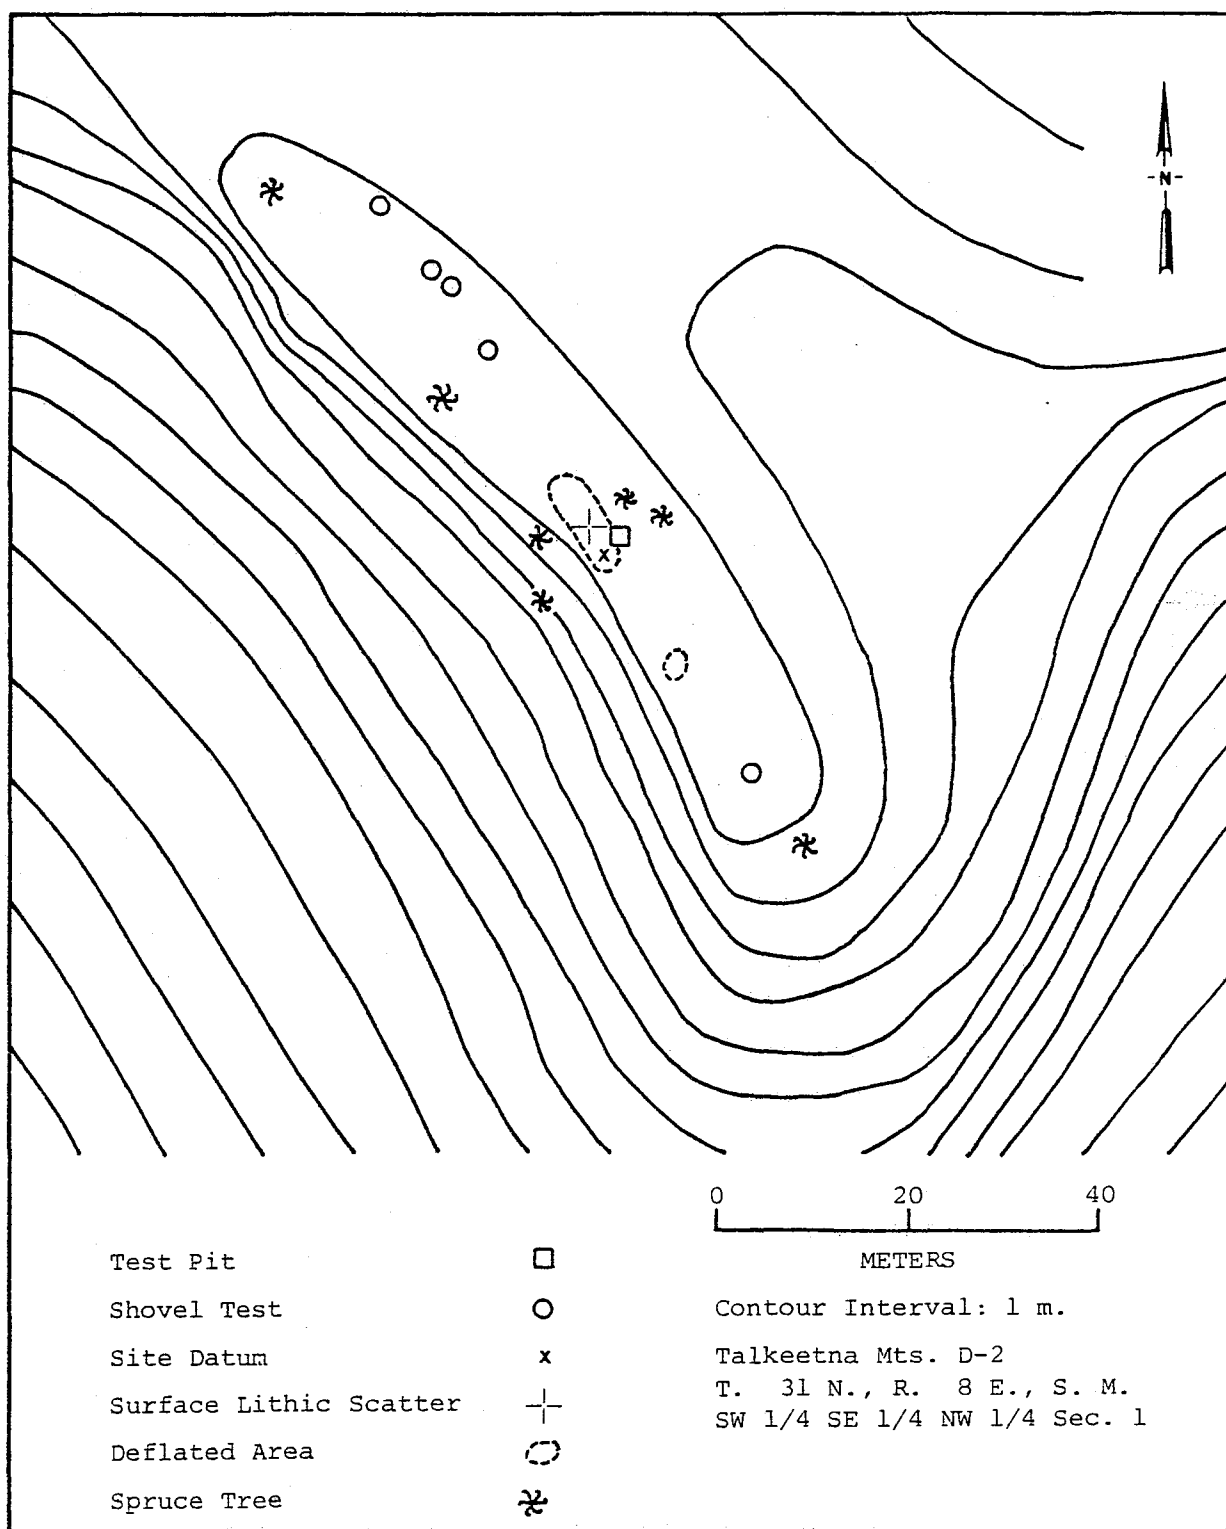 -N-
0 20 40
METERS
Test Pit
Shovel Test
Site Datum
Surface Lithic Scatter
Deflated Area
Spruce Tree
Contour Interval: 1 m.
Talkeetna Mts. D-2
T. 31 N., R. 8 E., S. M.
SW 1/4 SE 1/4 NW 1/4 Sec. 1